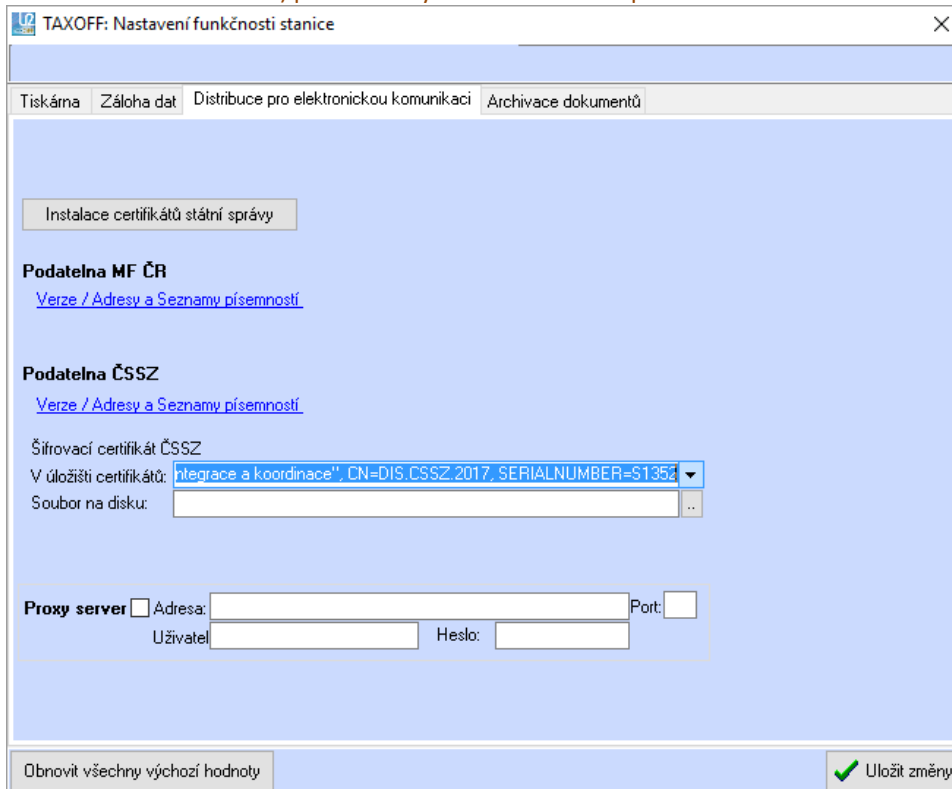 TAXOFF: Nastavení funkčnosti stanice
Tiskárna Záloha dat Distribuce pro elektronickou komunikaci Archivace dokumentů
Instalace certifikátů státní správy
Podatelna MF ČR
Verze / Adresy a Seznamy písemností
Podatelna ČSSZ
Verze / Adresy a Seznamy písemností
Šifrovací certifikát ČSSZ
V úložišti certifikátů: ntegrace a koordinace", CN=DIS.CSSZ.2017, SERIALNUMBER=S1352
Soubor na disku: ..
Proxy server Adresa: Port:
Uživatel Heslo:
Obnovit všechny výchozí hodnoty Uložit změny